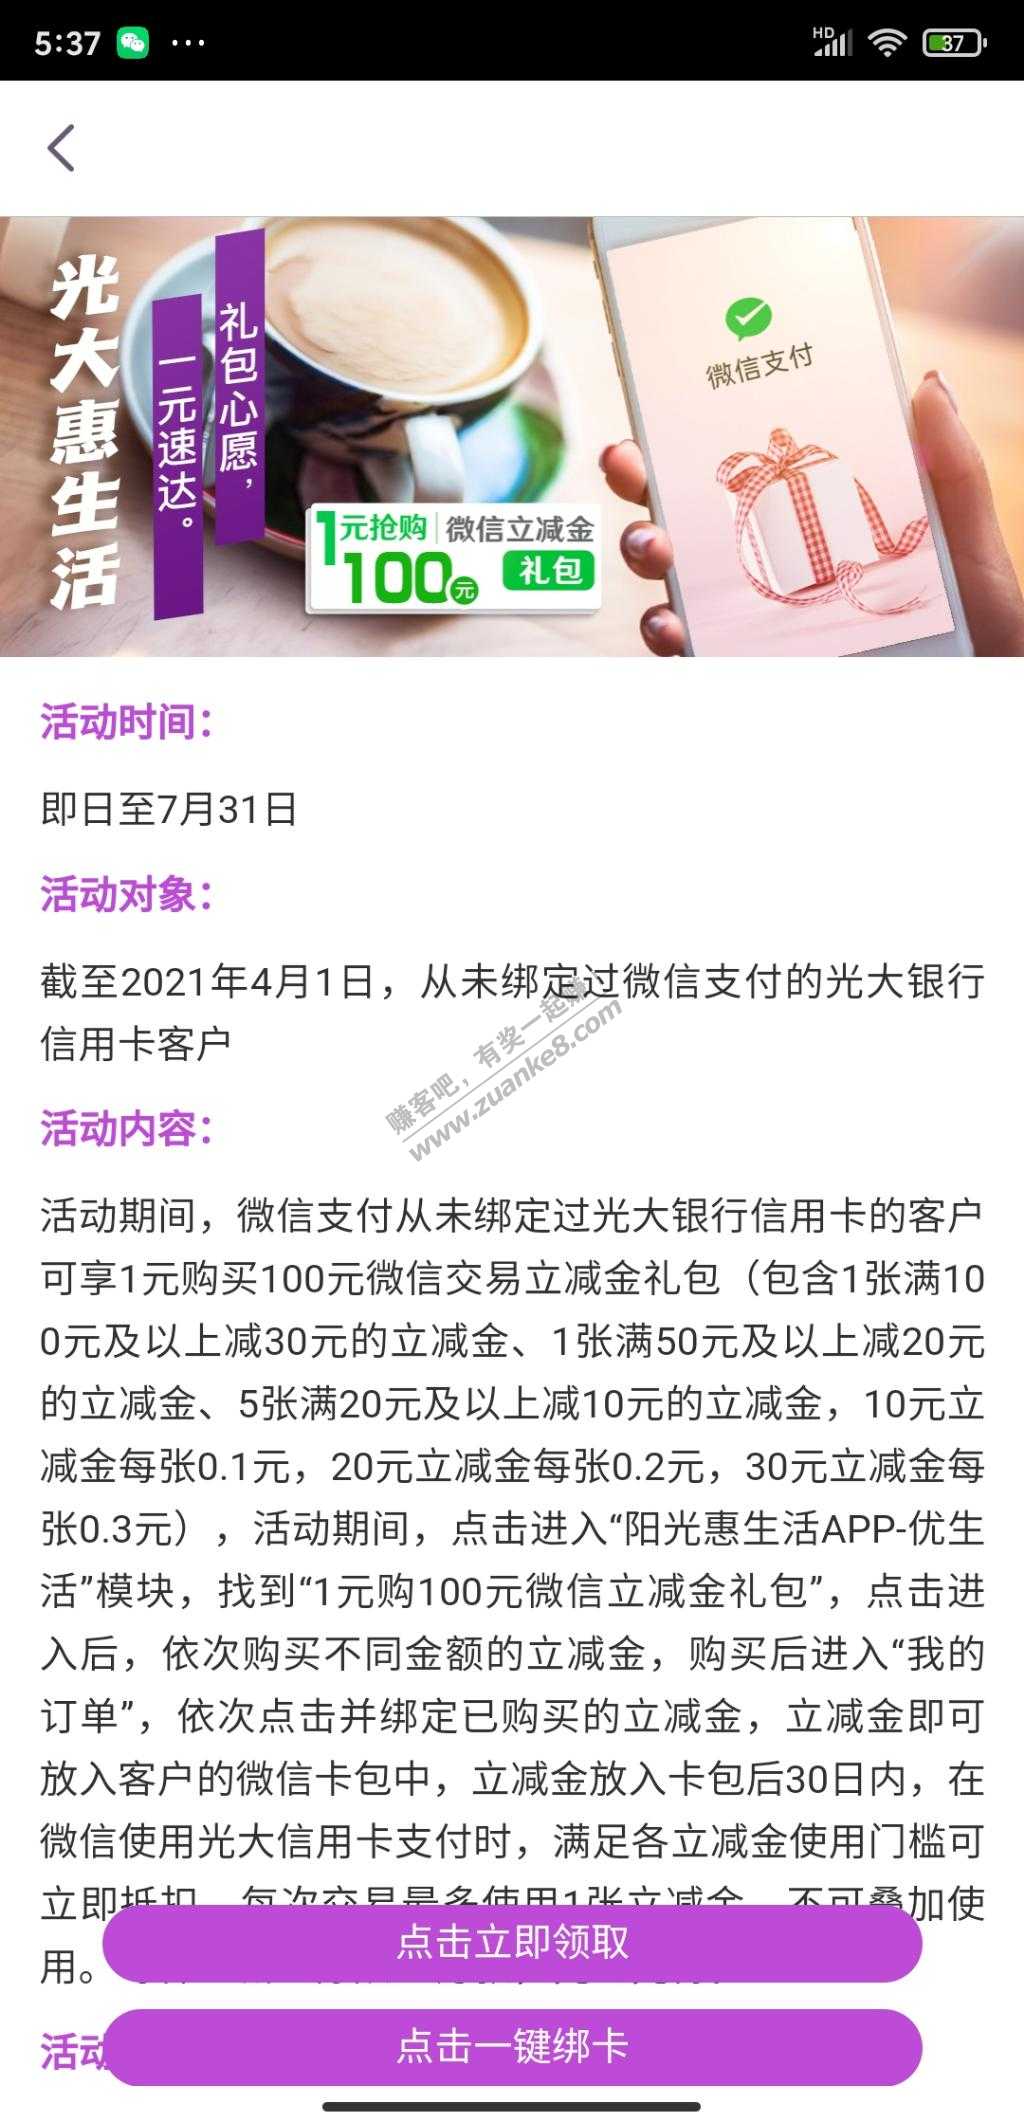 5:37
HD
37
光大惠生活
礼包心愿，
一元速达。
微信支付
1元抢购 微信立减金
100元 礼包
活动时间：
即日至7月31日
活动对象：
截至2021年4月1日，从未绑定过微信支付的光大银行
信用卡客户
赚客吧，有奖一起赚
www.zuanke8.com
活动内容：
活动期间，微信支付从未绑定过光大银行信用卡的客户
可享1元购买100元微信交易立减金礼包（包含1张满10
0元及以上减30元的立减金、1张满50元及以上减20元
的立减金、5张满20元及以上减10元的立减金，10元立
减金每张0.1元，20元立减金每张0.2元，30元立减金每
张0.3元），活动期间，点击进入“阳光惠生活APP-优生
活”模块，找到“1元购100元微信立减金礼包”，点击进
入后，依次购买不同金额的立减金，购买后进入“我的
订单”，依次点击并绑定已购买的立减金，立减金即可
放入客户的微信卡包中，立减金放入卡包后30日内，在
微信使用光大信用卡支付时，满足各立减金使用门槛可
立即抵扣，每次交易最多使用1张立减金，不可叠加使
用。
点击立即领取
活动
点击一键绑卡